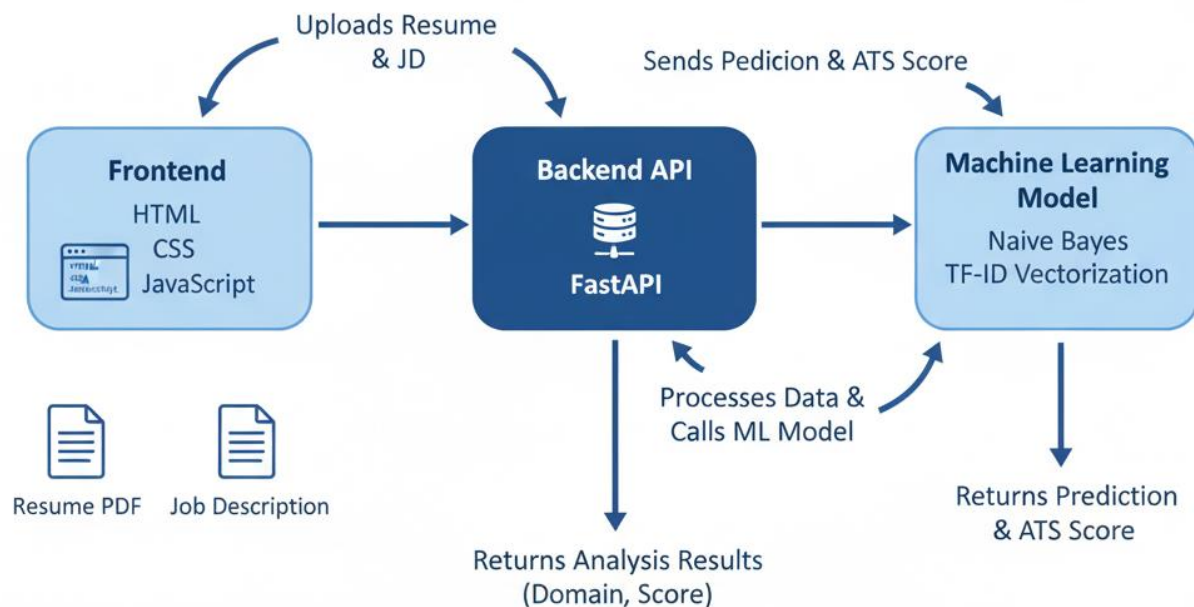 Uploads Resume
& JD
Sends Pedicion & ATS Score
Frontend
HTML
CSS
JavaScript
Backend API
FastAPI
Machine Learning
Model
Naive Bayes
TF-ID Vectorization
Processes Data &
Calls ML Model
Resume PDF
Job Description
Returns Analysis Results
(Domain, Score)
Returns Prediction
& ATS Score